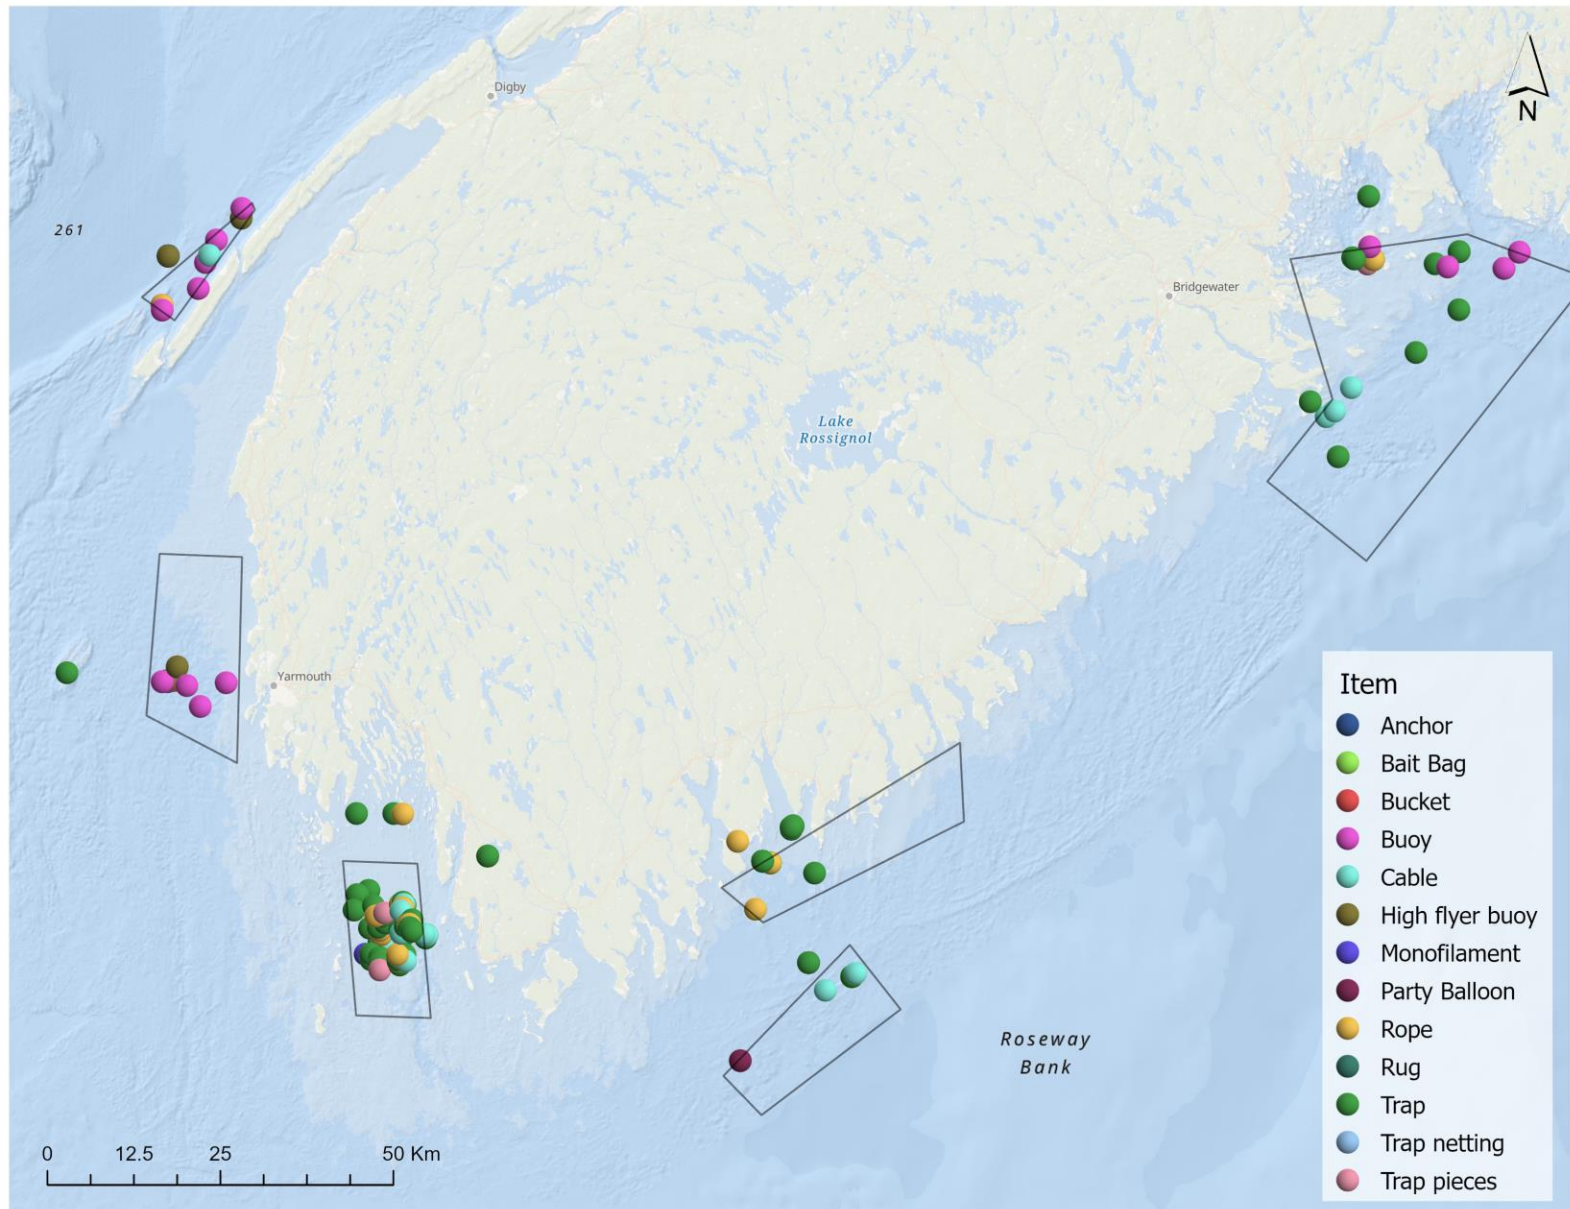 Digby
N
261
Bridgewater
Lake
Rossignol
Yarmouth
Item
Anchor
Bait Bag
Bucket
Buoy
Cable
High flyer buoy
Monofilament
Party Balloon
Rope
Rug
Trap
Trap netting
Trap pieces
Roseway
Bank
0 12.5 25 50 Km